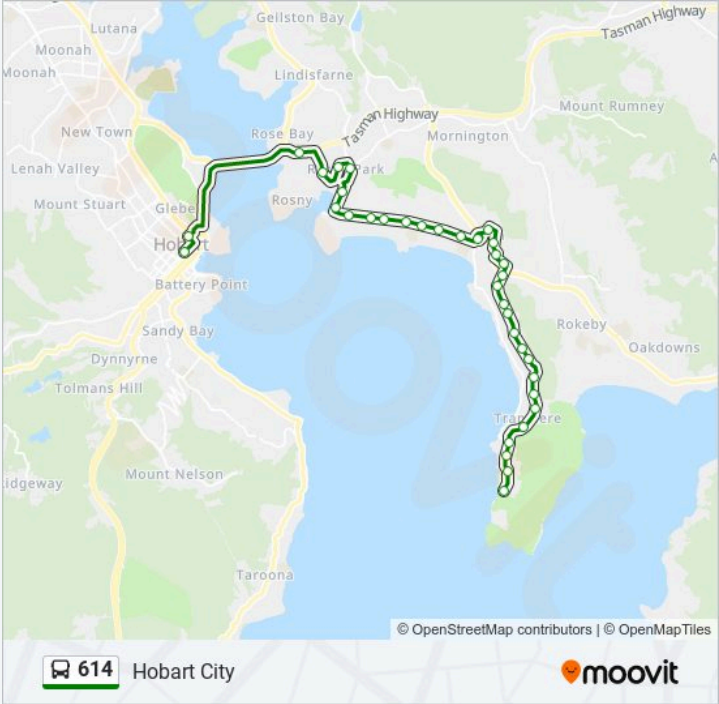 Lutana
Gellston Bay
Tasman Highway
Moonah
Moonah
Lindisfarne
Tasman Highway
Mount Rumney
New Town
Rose Bay
Mornington
Lenah Valley
Park
Mount Stuart
Rosny
Glebe
Hobart
Battery Point
Sandy Bay
Rokeby
Dynnyrne
Oakdowns
Tolmans Hill
Mount Nelson
idgeway
Taroona
© OpenStreetMap contributors | © OpenMapTiles
614 Hobart City
moovit